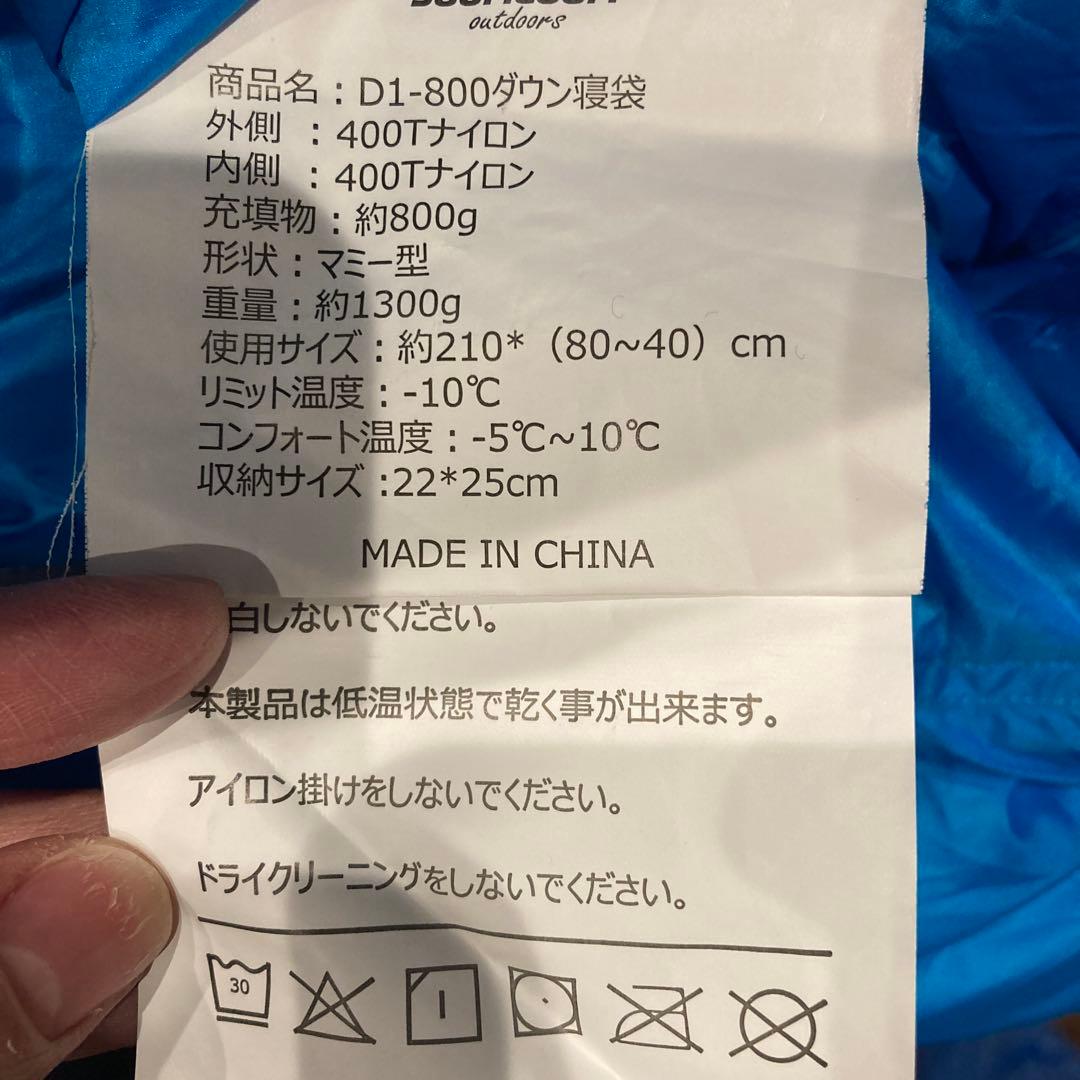 outdoors
商品名：D1-800ダウン寝袋
外側 ：400Tナイロン
内側 ：400Tナイロン
充填物：約800g
形状：マミー型
重量：約1300g
使用サイズ：約210*（80~40）cm
リミット温度：-10℃
コンフォート温度：-5℃~10℃
収納サイズ:22*25cm
MADE IN CHINA
白しないでください。
本製品は低温状態で乾く事が出来ます。
アイロン掛けをしないでください。
ドライクリーニングをしないでください。
30